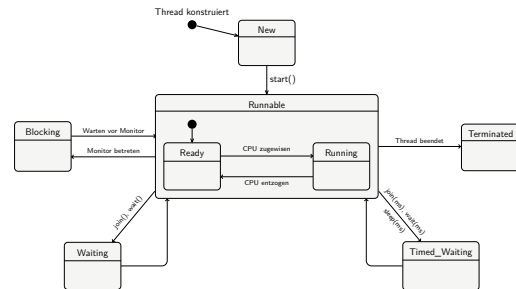 Thread konstruiert
New
start()
Runnable
Blocking
Warten vor Monitor
Monitor betreten
Ready
CPU zugewisen
CPU entzogen
Running
Thread beendet
Terminated
join(), wait()
join(ms), wait(ms)
sleep(ms)
Waiting
Timed_Waiting